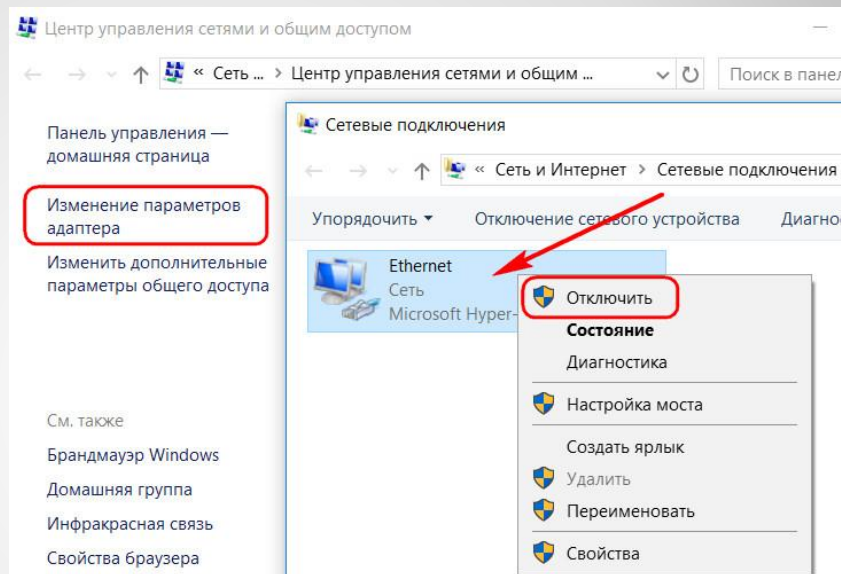 Центр управления сетями и общим доступом
« Сеть ... > Центр управления сетями и общим ...
Поиск в панел
Панель управления —
домашняя страница
Изменение параметров
адаптера
Изменить дополнительные
параметры общего доступа
См. также
Брандмауэр Windows
Домашняя группа
Инфракрасная связь
Свойства браузера
Сетевые подключения
« Сеть и Интернет > Сетевые подключения
Упорядочить
Отключение сетевого устройства
Диагно
Ethernet
Сеть
Microsoft Hyper-
Отключить
Состояние
Диагностика
Настройка моста
Создать ярлык
Удалить
Переименовать
Свойства